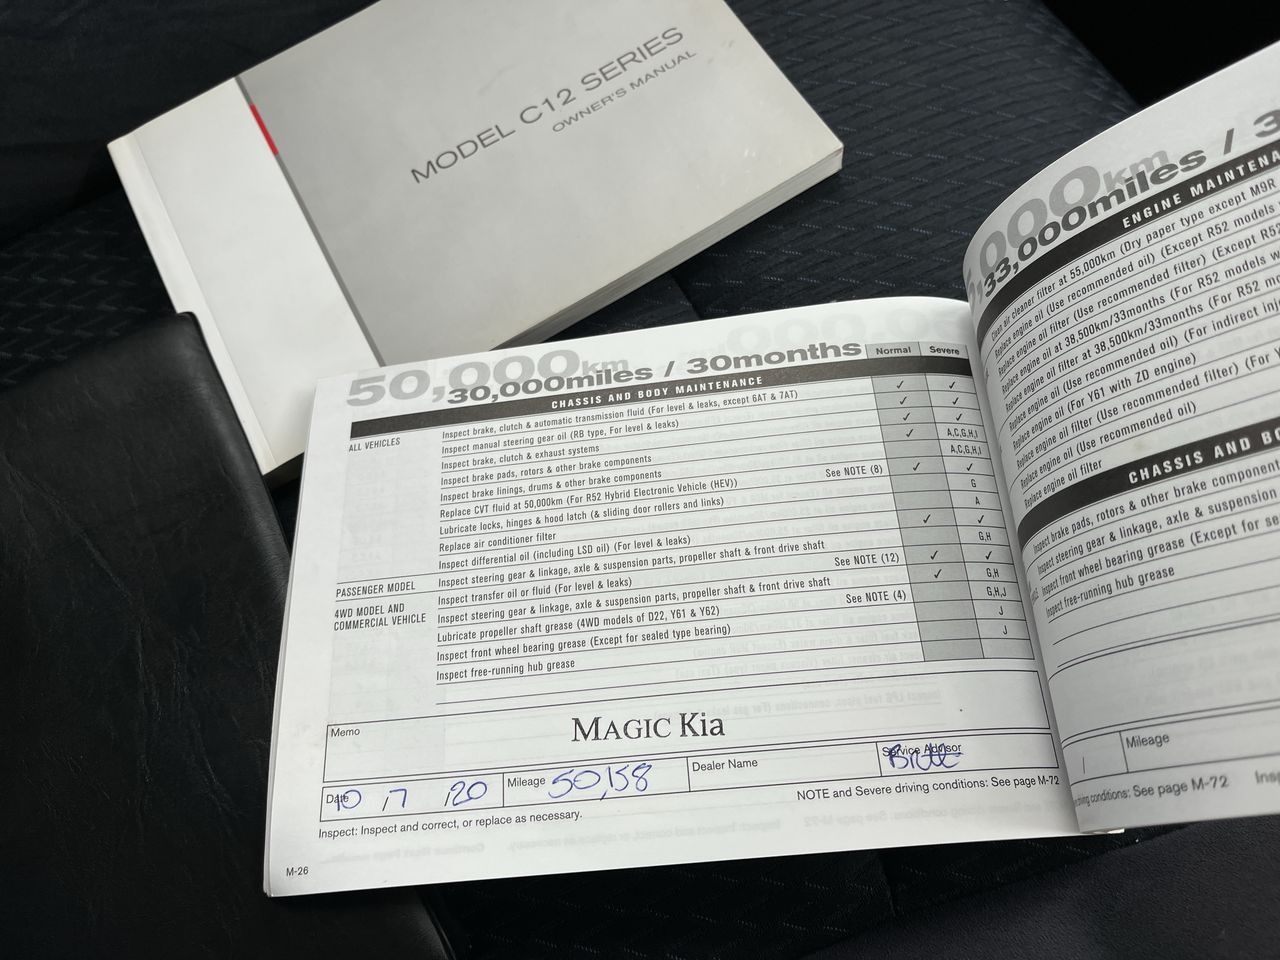 MODEL C12 SERIES
OWNER'S MANUAL
50,000km
30,000miles / 30months
Normal Severe
CHASSIS AND BODY MAINTENANCE
ALL VEHICLES
Inspect brake, clutch & automatic transmission fluid (For level & leaks, except 6AT & 7AT) ✓ ✓
Inspect manual steering gear oil (RB type, For level & leaks) ✓ ✓
Inspect brake, clutch & exhaust systems ✓ ✓
Inspect brake pads, rotors & other brake components ✓ A,C,G,H,I
Inspect brake linings, drums & other brake components A,C,G,H,I
Replace CVT fluid at 50,000km (For R52 Hybrid Electronic Vehicle (HEV)) See NOTE (8) ✓ ✓
Lubricate locks, hinges & hood latch (& sliding door rollers and links) G
Replace air conditioner filter A
Inspect differential oil (including LSD oil) (For level & leaks) ✓ ✓
PASSENGER MODEL
Inspect steering gear & linkage, axle & suspension parts, propeller shaft & front drive shaft G,H
4WD MODEL AND
COMMERCIAL VEHICLE
Inspect transfer oil or fluid (For level & leaks) See NOTE (12) ✓ ✓
Inspect steering gear & linkage, axle & suspension parts, propeller shaft & front drive shaft ✓ G,H
Lubricate propeller shaft grease (4WD models of D22, Y61 & Y62) See NOTE (4) G,H,J
Inspect front wheel bearing grease (Except for sealed type bearing) J
Inspect free-running hub grease J
Memo
MAGIC Kia
Date 10 /7 /20
Mileage 50,158
Dealer Name
Service Advisor
NOTE and Severe driving conditions: See page M-72
Inspect: Inspect and correct, or replace as necessary.
M-26
000km
33,000miles / 3
ENGINE MAINTENA
Clean air cleaner filter at 55,000km (Dry paper type except M9R
Replace engine oil (Use recommended oil) (Except R52 models
Replace engine oil filter (Use recommended filter) (Except R52
Replace engine oil at 38,500km/33months (For R52 models w
Replace engine oil filter at 38,500km/33months (For R52 m
Replace engine oil (Use recommended oil) (For indirect inj
Replace engine oil (For Y61 with ZD engine)
Replace engine oil filter (Use recommended filter) (For Y
Replace engine oil (Use recommended oil)
Replace engine oil filter
CHASSIS AND BO
Inspect brake pads, rotors & other brake component
Inspect steering gear & linkage, axle & suspension
Inspect front wheel bearing grease (Except for se
Inspect free-running hub grease
Mileage
driving conditions: See page M-72
Insp